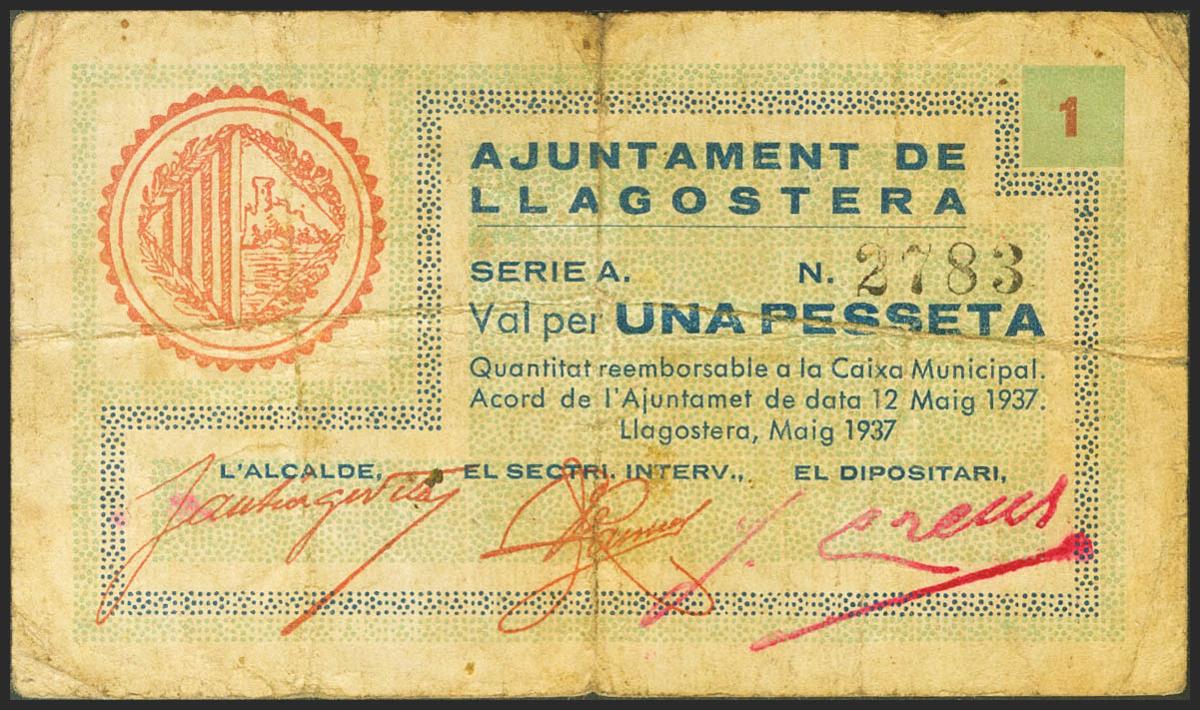 1
AJUNTAMENT DE
LLAGOSTERA
SERIE A. N. 2783
Val per UNA PESSETA
Quantitat reemborsable a la Caixa Municipal.
Acord de l'Ajuntamet de data 12 Maig 1937.
Llagostera, Maig 1937
L'ALCALDE, EL SECTRI. INTERV., EL DIPOSITARI,